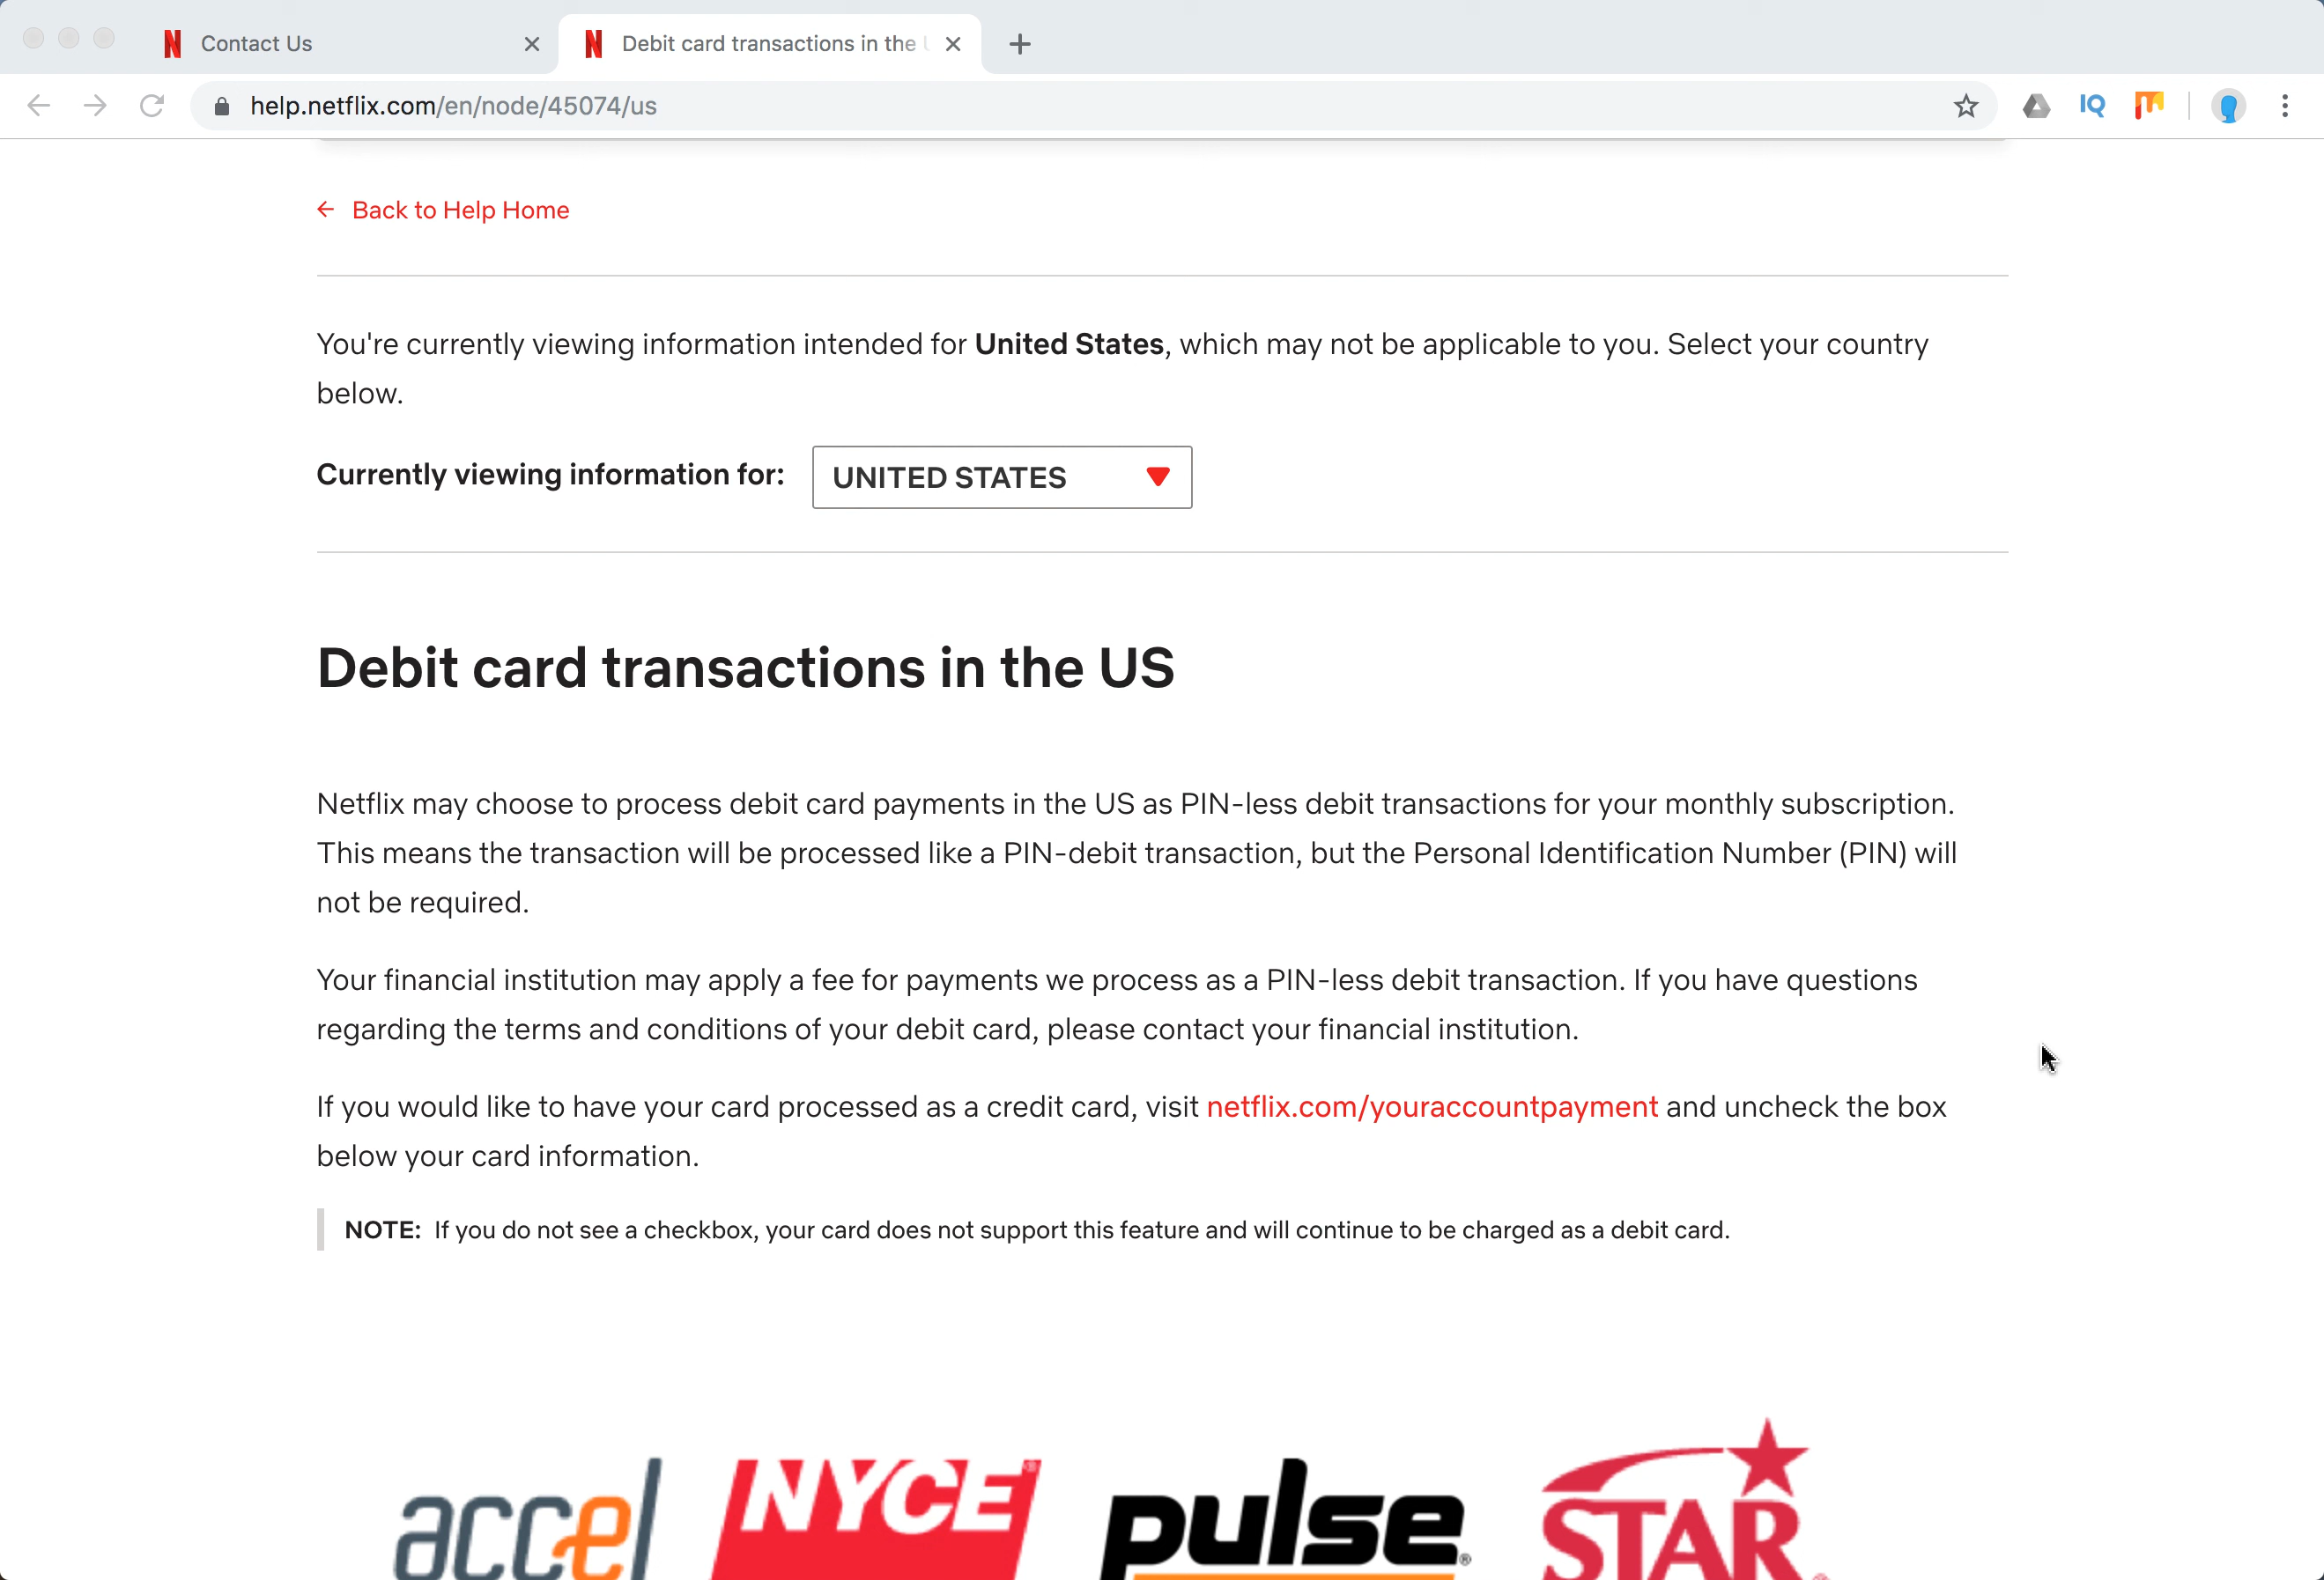 Contact Us
Debit card transactions in the
help.netflix.com/en/node/45074/us
IQ
Back to Help Home
You're currently viewing information intended for United States, which may not be applicable to you. Select your country
below.
Currently viewing information for:
UNITED STATES
Debit card transactions in the US
Netflix may choose to process debit card payments in the US as PIN-less debit transactions for your monthly subscription.
This means the transaction will be processed like a PIN-debit transaction, but the Personal Identification Number (PIN) will
not be required.
Your financial institution may apply a fee for payments we process as a PIN-less debit transaction. If you have questions
regarding the terms and conditions of your debit card, please contact your financial institution.
If you would like to have your card processed as a credit card, visit netflix.com/youraccountpayment and uncheck the box
below your card information.
NOTE: If you do not see a checkbox, your card does not support this feature and will continue to be charged as a debit card.
accel NYCE® pulse® STAR®